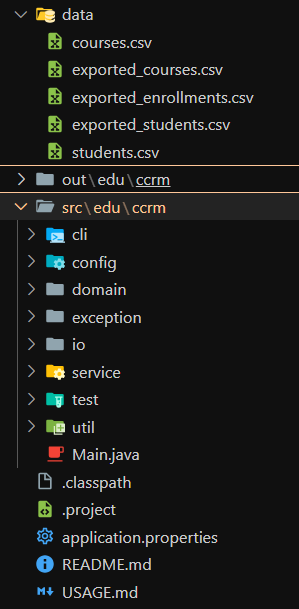 data
courses.csv
exported_courses.csv
exported_enrollments.csv
exported_students.csv
students.csv
out\edu\ccrm
src\edu\ccrm
cli
config
domain
exception
io
service
test
util
Main.java
.classpath
.project
application.properties
README.md
USAGE.md